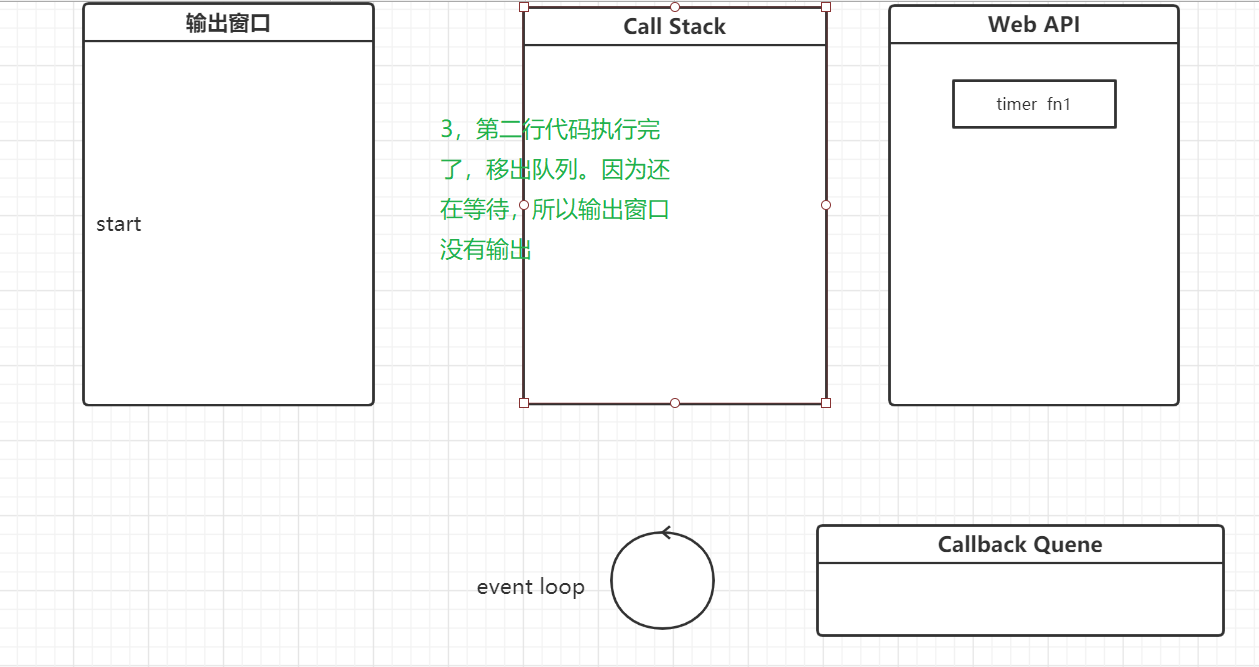 输出窗口
start
Call Stack
3，第二行代码执行完
了，移出队列。因为还
在等待，所以输出窗口
没有输出
Web API
timer fn1
event loop
Callback Quene